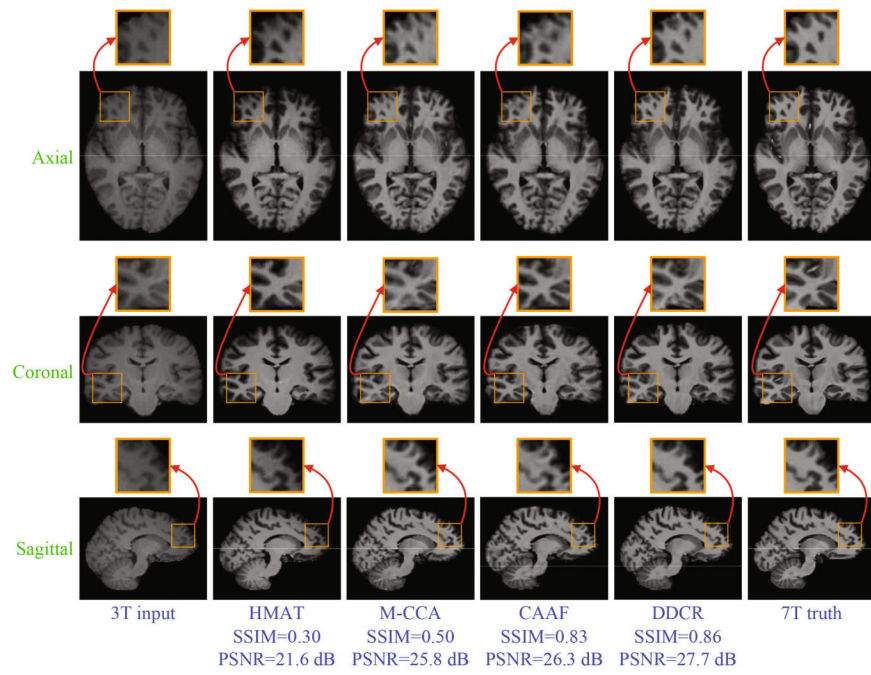 Axial
Coronal
Sagittal
3T input
HMAT
SSIM=0.30
PSNR=21.6 dB
M-CCA
SSIM=0.50
PSNR=25.8 dB
CAAF
SSIM=0.83
PSNR=26.3 dB
DDCR
SSIM=0.86
PSNR=27.7 dB
7T truth